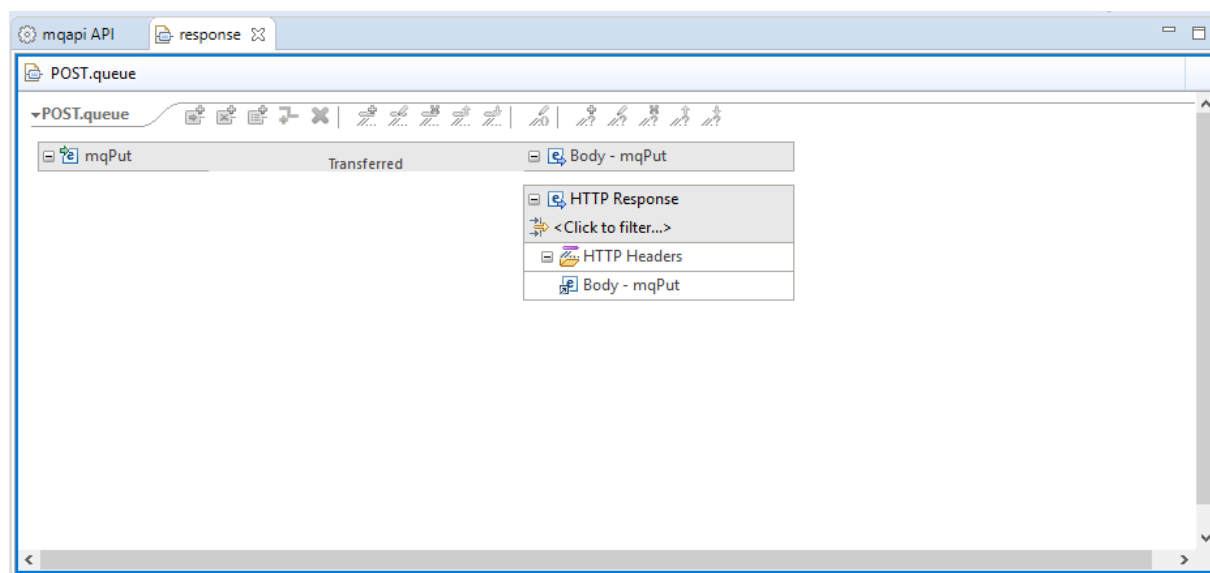 mqapi API
response
POST.queue
POST.queue
mqPut
Transferred
Body - mqPut
HTTP Response
<Click to filter...>
HTTP Headers
Body - mqPut